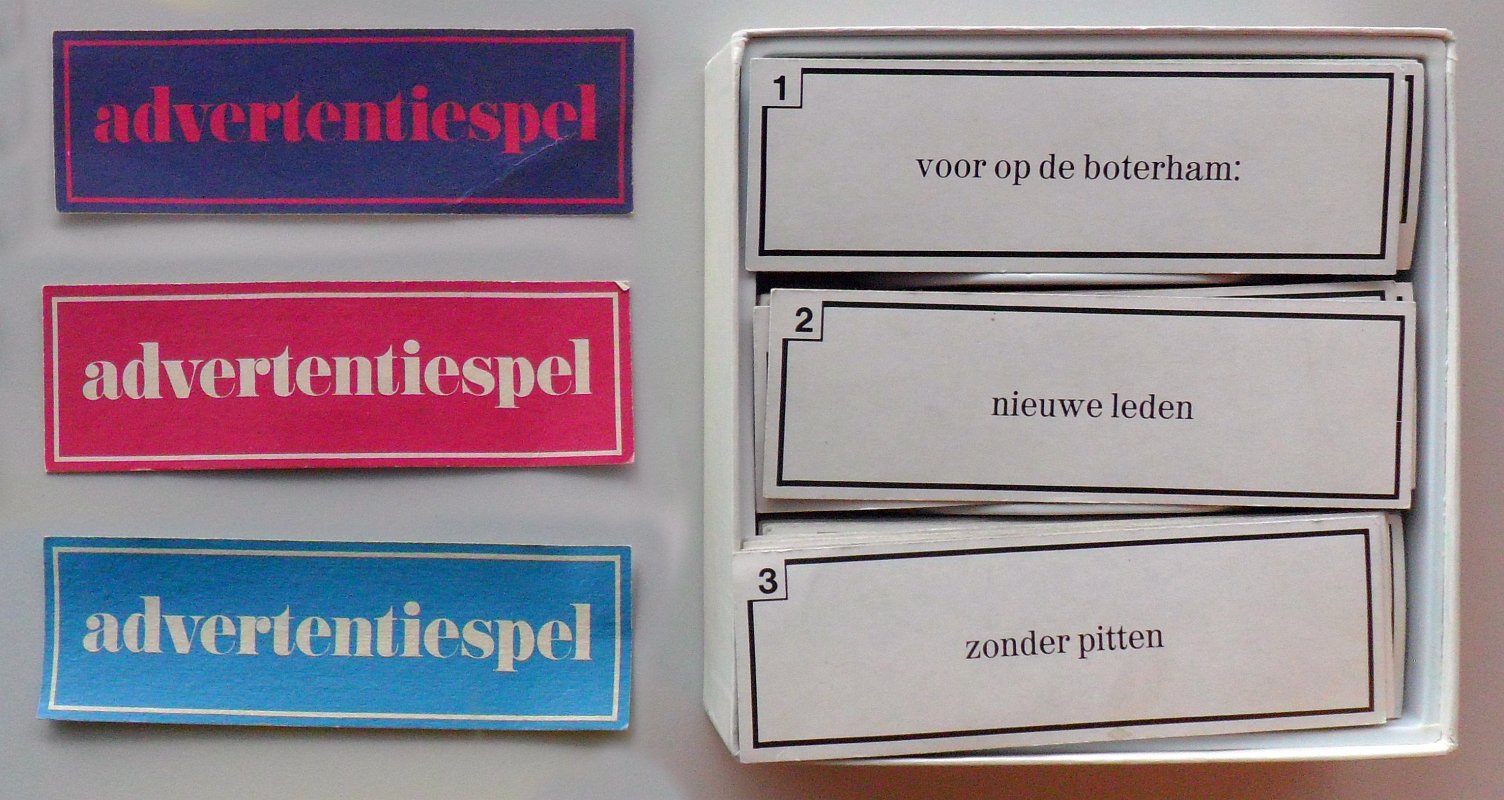 advertentiespel
advertentiespel
advertentiespel
1
voor op de boterham:
2
nieuwe leden
3
zonder pitten